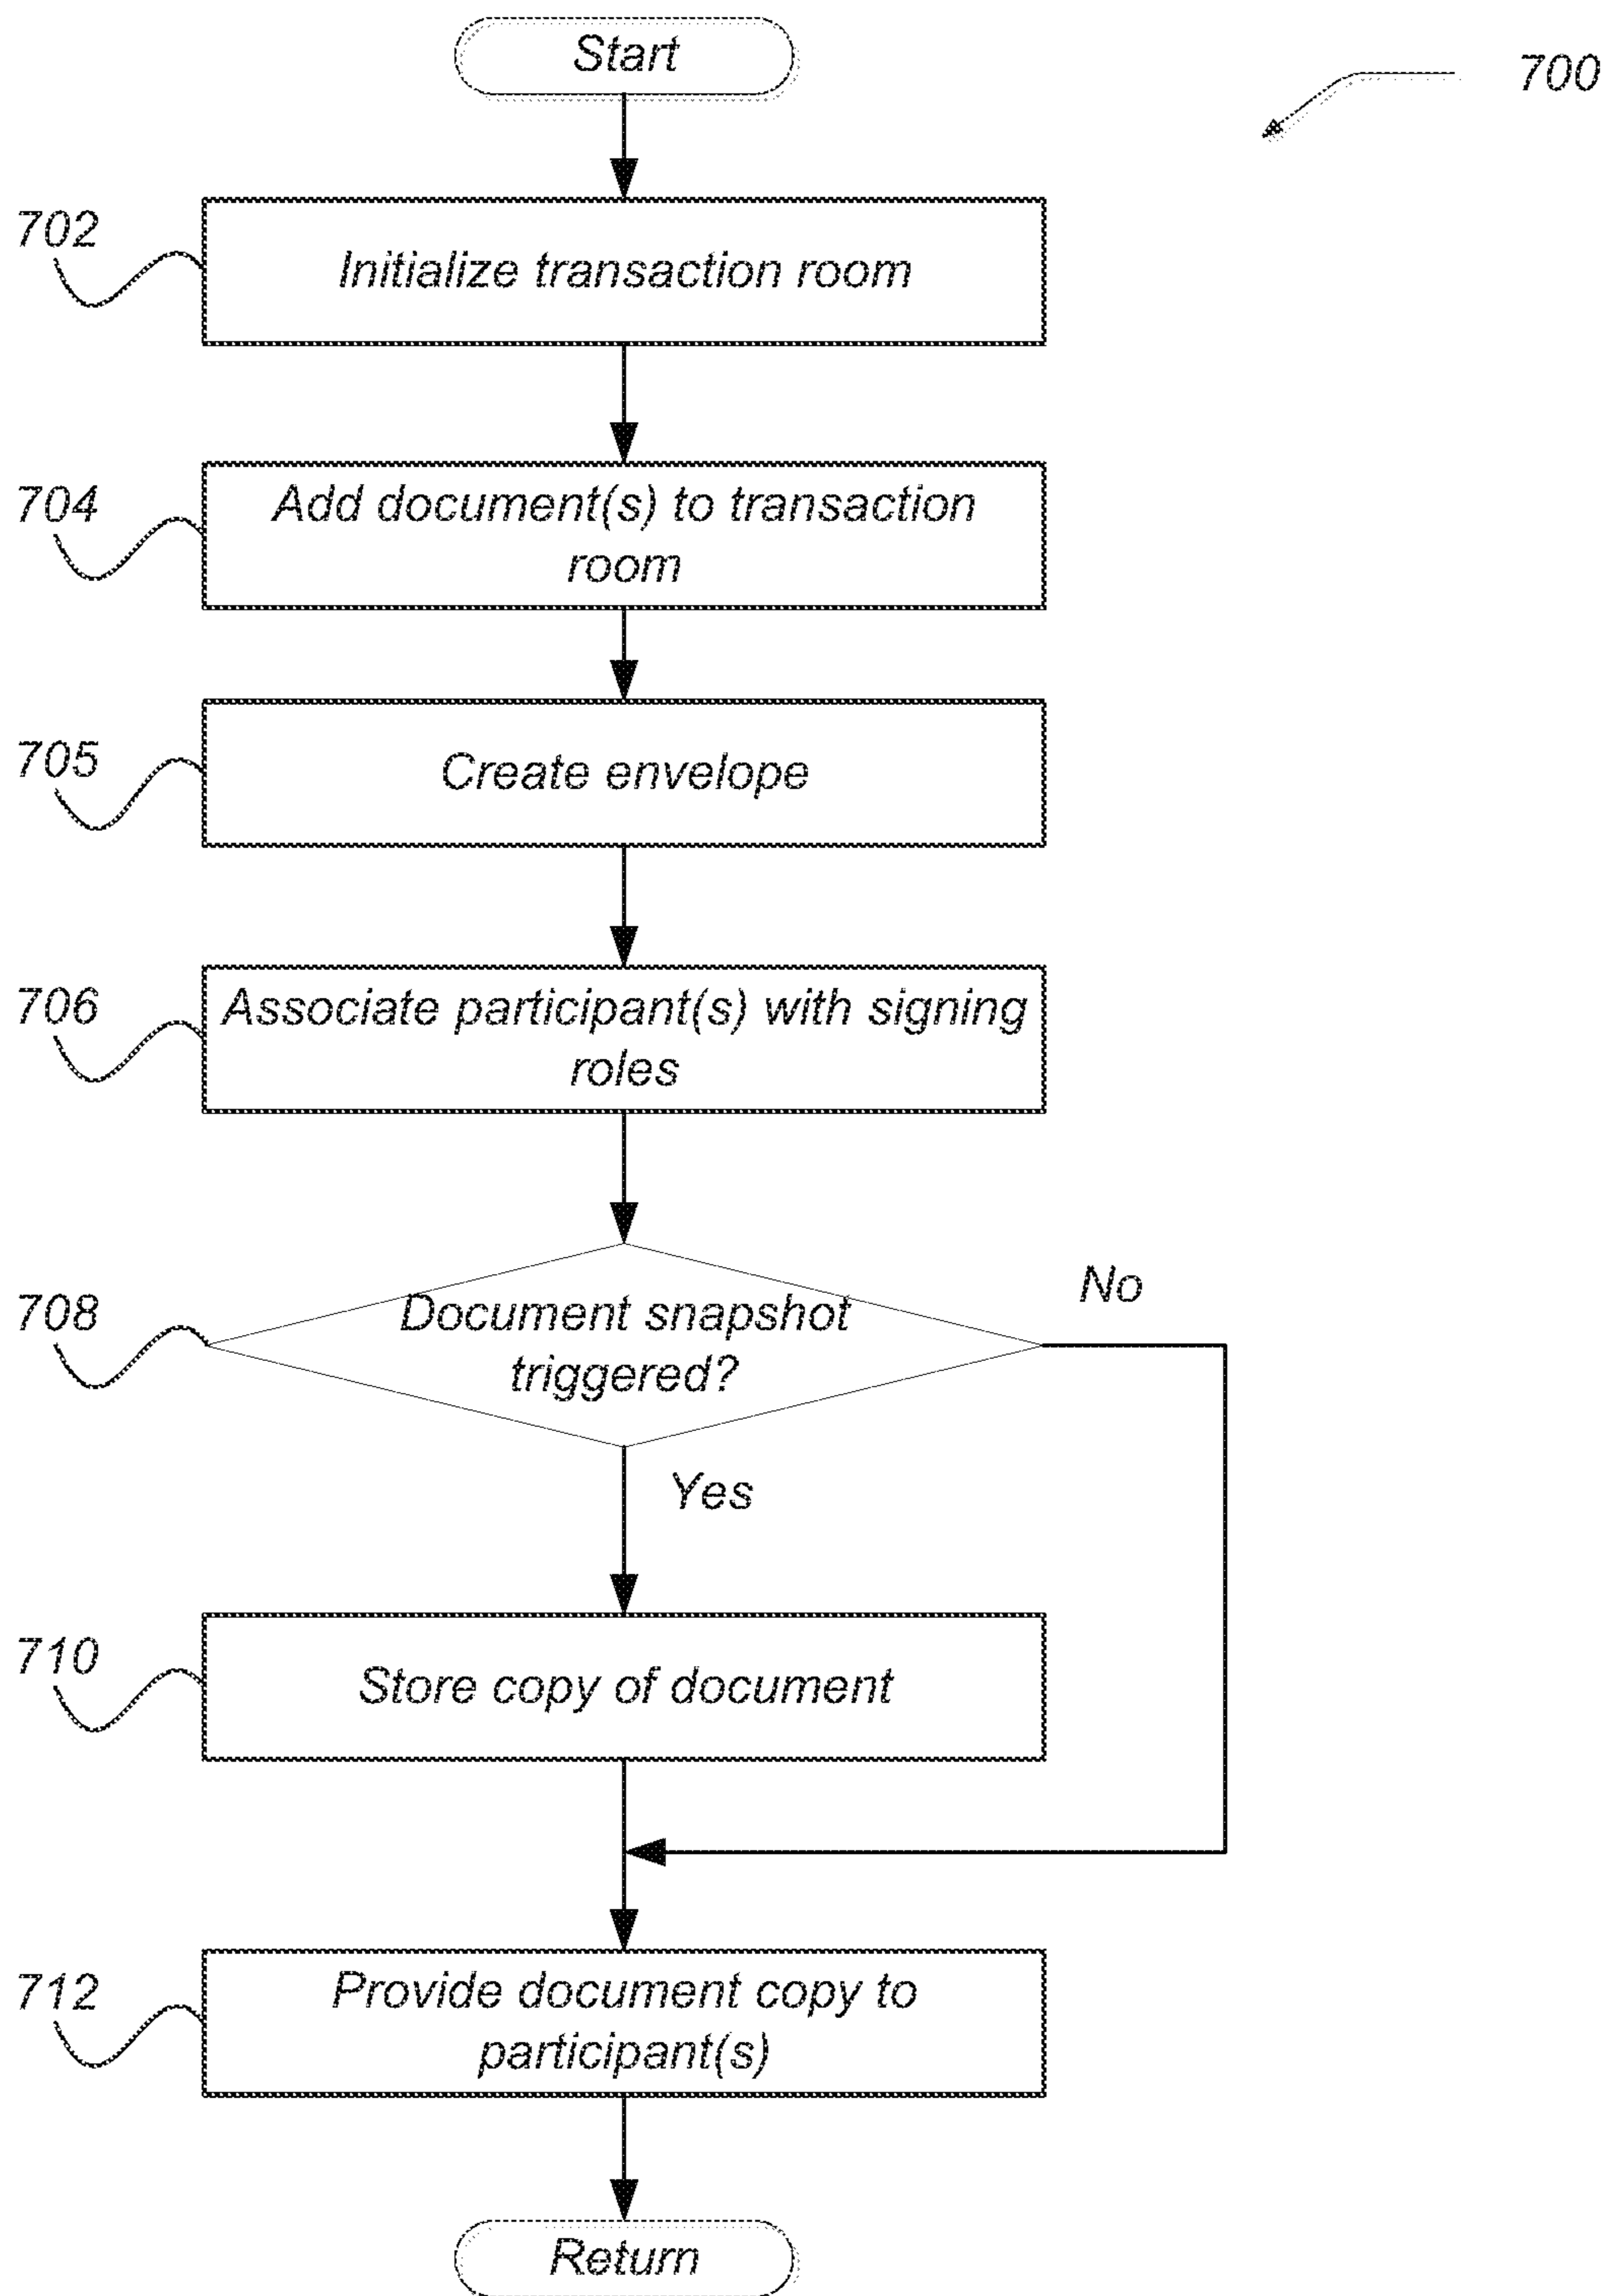 Start
700
702
Initialize transaction room
704
Add document(s) to transaction
room
705
Create envelope
706
Associate participant(s) with signing
roles
708
Document snapshot
triggered?
No
Yes
710
Store copy of document
712
Provide document copy to
participant(s)
Return